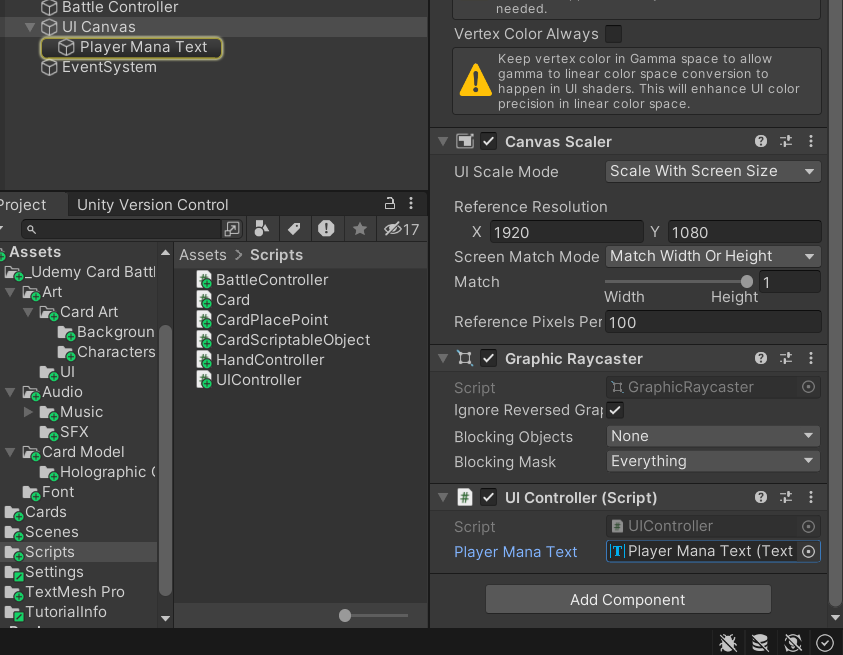 Battle Controller
UI Canvas
Player Mana Text
EventSystem
Project
Unity Version Control
17
Assets
_Udemy Card Battl
Art
Card Art
Backgroun
Characters
UI
Audio
Music
SFX
Card Model
Holographic C
Font
Cards
Scenes
Scripts
Settings
TextMesh Pro
TutorialInfo
Assets > Scripts
BattleController
Card
CardPlacePoint
CardScriptableObject
HandController
UIController
needed.
Vertex Color Always
Keep vertex color in Gamma space to allow
gamma to linear color space conversion to
happen in UI shaders. This will enhance UI color
precision in linear color space.
Canvas Scaler
UI Scale Mode Scale With Screen Size
Reference Resolution
X 1920 Y 1080
Screen Match Mode Match Width Or Height
Match 1
Width Height
Reference Pixels Per 100
Graphic Raycaster
Script GraphicRaycaster
Ignore Reversed Grap
Blocking Objects None
Blocking Mask Everything
UI Controller (Script)
Script UIController
Player Mana Text Player Mana Text (Text
Add Component